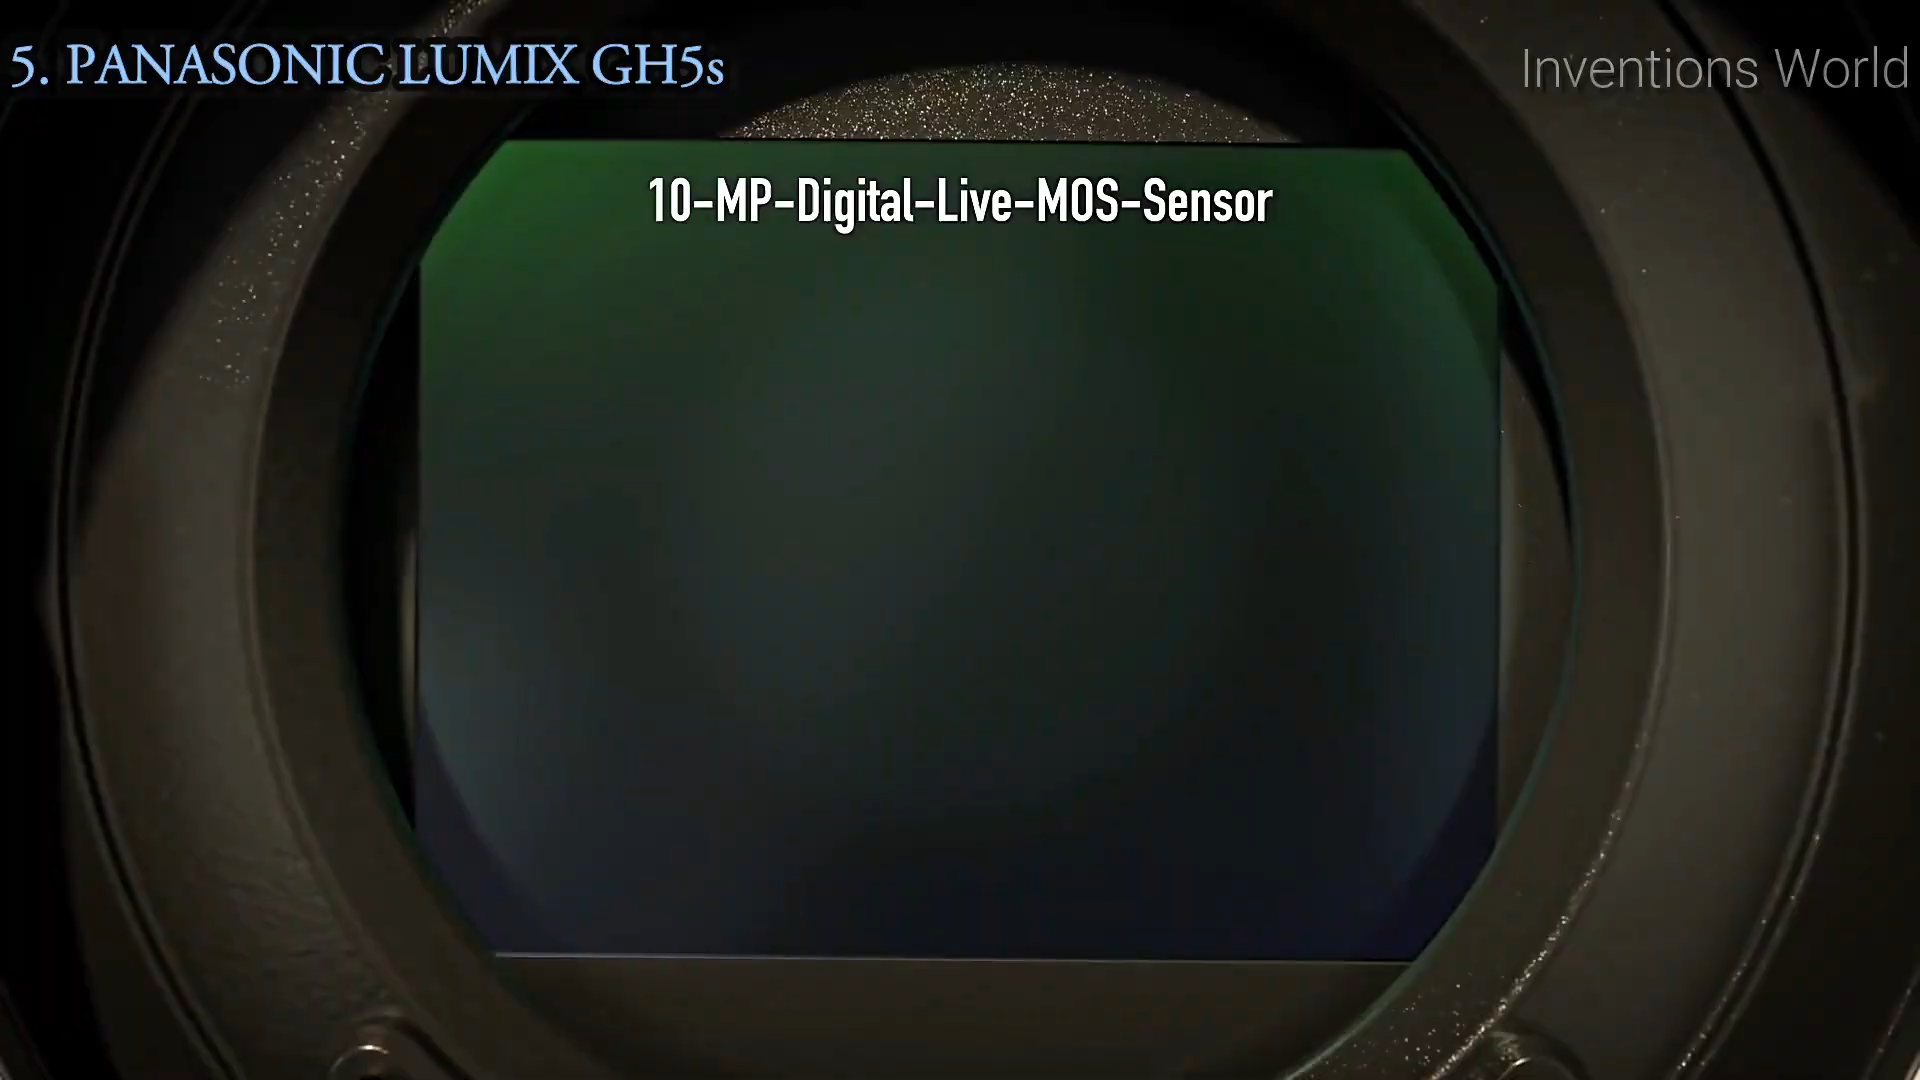 5. PANASONIC LUMIX GH5s
Inventions World
10-MP-Digital-Live-MOS-Sensor